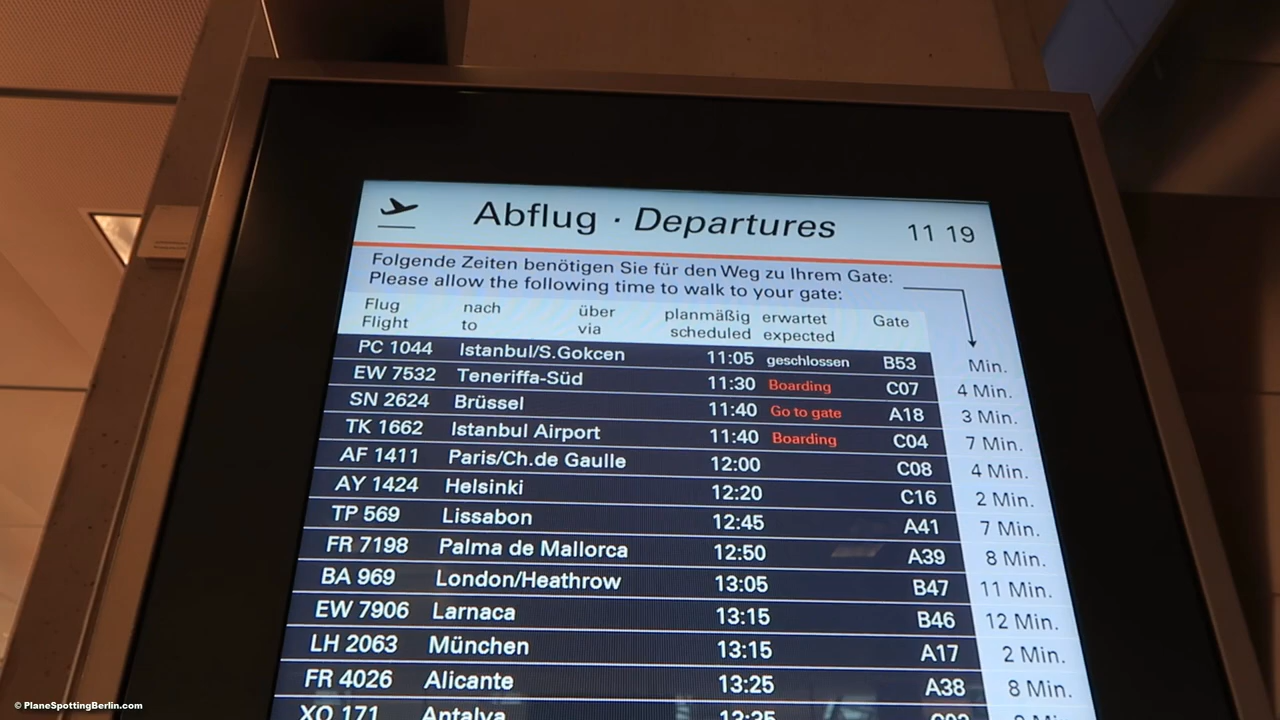 Abflug · Departures 11 19
Folgende Zeiten benötigen Sie für den Weg zu Ihrem Gate:
Please allow the following time to walk to your gate:
Flug nach über planmäßig erwartet Gate
Flight to via scheduled expected
Min.
PC 1044 Istanbul/S.Gokcen 11:05 geschlossen B53
EW 7532 Teneriffa-Süd 11:30 Boarding C07 4 Min.
SN 2624 Brüssel 11:40 Go to gate A18 3 Min.
TK 1662 Istanbul Airport 11:40 Boarding C04 7 Min.
AF 1411 Paris/Ch.de Gaulle 12:00 C08 4 Min.
AY 1424 Helsinki 12:20 C16 2 Min.
TP 569 Lissabon 12:45 A41 7 Min.
FR 7198 Palma de Mallorca 12:50 A39 8 Min.
BA 969 London/Heathrow 13:05 B47 11 Min.
EW 7906 Larnaca 13:15 B46 12 Min.
LH 2063 München 13:15 A17 2 Min.
FR 4026 Alicante 13:25 A38 8 Min.
XQ 171 Antalya Min.
© PlaneSpottingBerlin.com